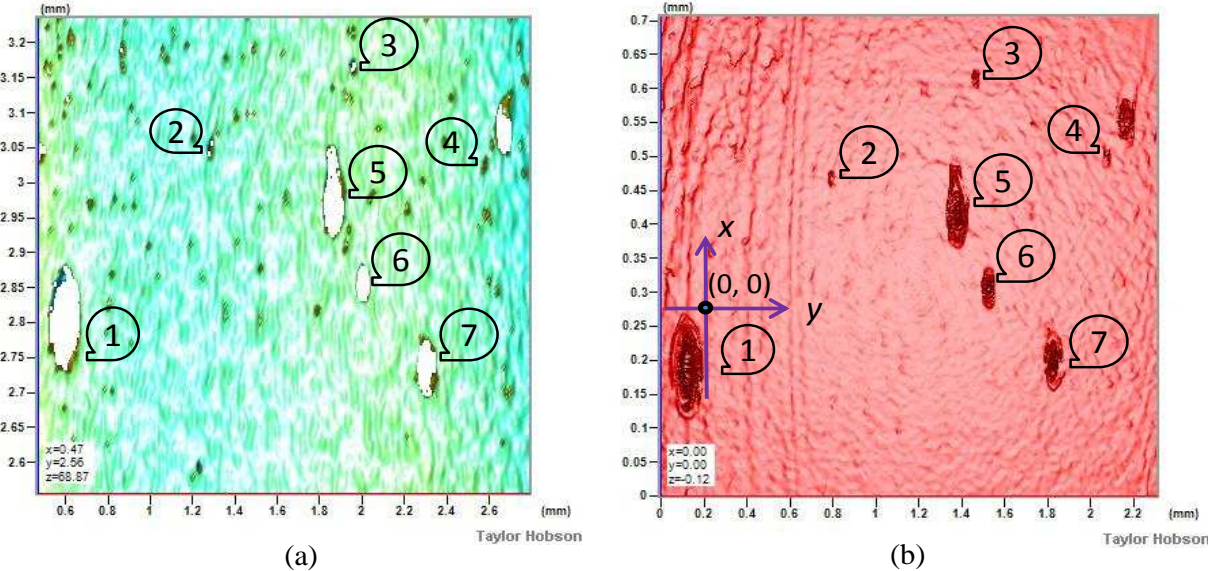 (mm)
3.2
3.15
3.1
3.05
3
2.95
2.9
2.85
2.8
2.75
2.7
2.65
2.6
1
2
3
4
5
6
7
x=0.47
y=2.56
z=68.87
0.6 0.8 1 1.2 1.4 1.6 1.8 2 2.2 2.4 2.6 (mm)
Taylor Hobson
(a)
(mm)
0.7
0.65
0.6
0.55
0.5
0.45
0.4
0.35
0.3
0.25
0.2
0.15
0.1
0.05
0
1
2
3
4
5
6
7
x
(0, 0)
y
x=0.00
y=0.00
z=-0.12
0 0.2 0.4 0.6 0.8 1 1.2 1.4 1.6 1.8 2 2.2 (mm)
Taylor Hobson
(b)